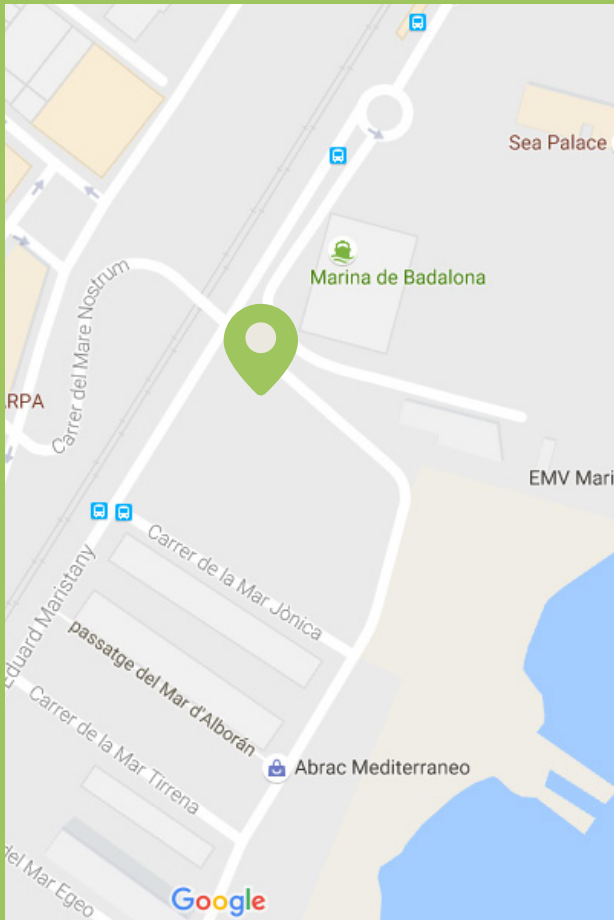 Sea Palace
Marina de Badalona
Carrer del Mare Nostrum
ARPA
EMV Mari
Carrer de la Mar Jònica
Eduard Maristany
passatge del Mar d'Alborán
Abrac Mediterraneo
Carrer de la Mar Tirrena
del Mar Egeo
Google